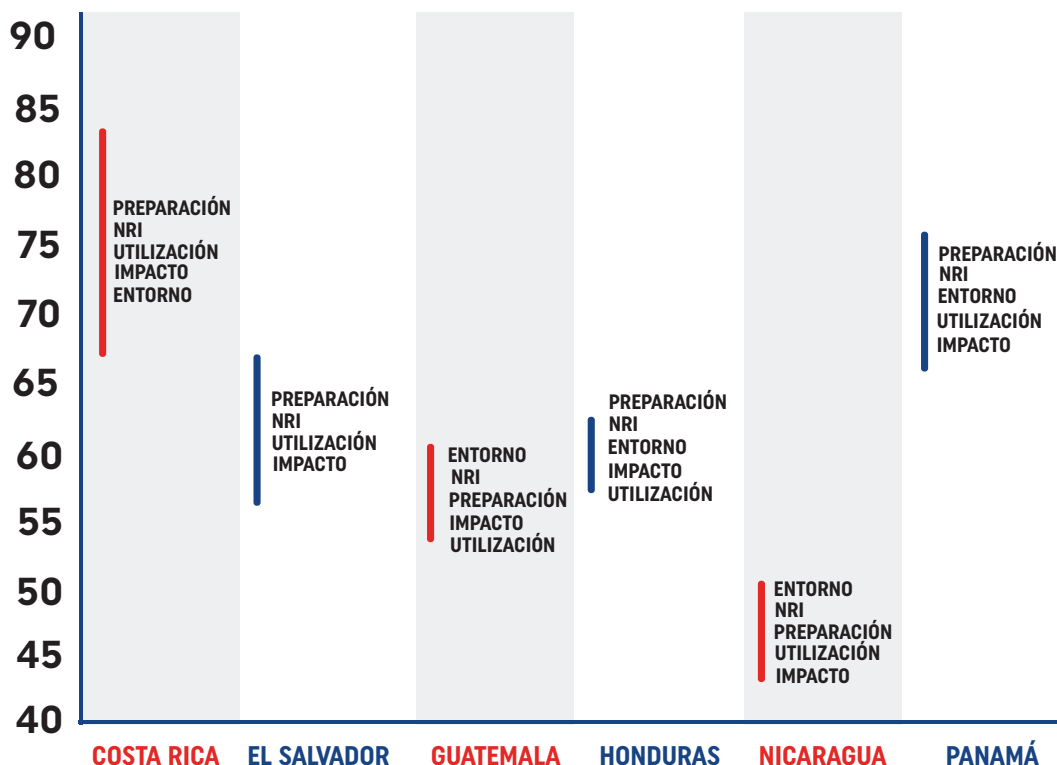 90
85
80
75
70
65
60
55
50
45
40
PREPARACIÓN
NRI
UTILIZACIÓN
IMPACTO
ENTORNO
PREPARACIÓN
NRI
UTILIZACIÓN
IMPACTO
ENTORNO
NRI
PREPARACIÓN
IMPACTO
UTILIZACIÓN
PREPARACIÓN
NRI
ENTORNO
IMPACTO
UTILIZACIÓN
ENTORNO
NRI
PREPARACIÓN
UTILIZACIÓN
IMPACTO
PREPARACIÓN
NRI
ENTORNO
UTILIZACIÓN
IMPACTO
COSTA RICA EL SALVADOR GUATEMALA HONDURAS NICARAGUA PANAMÁ